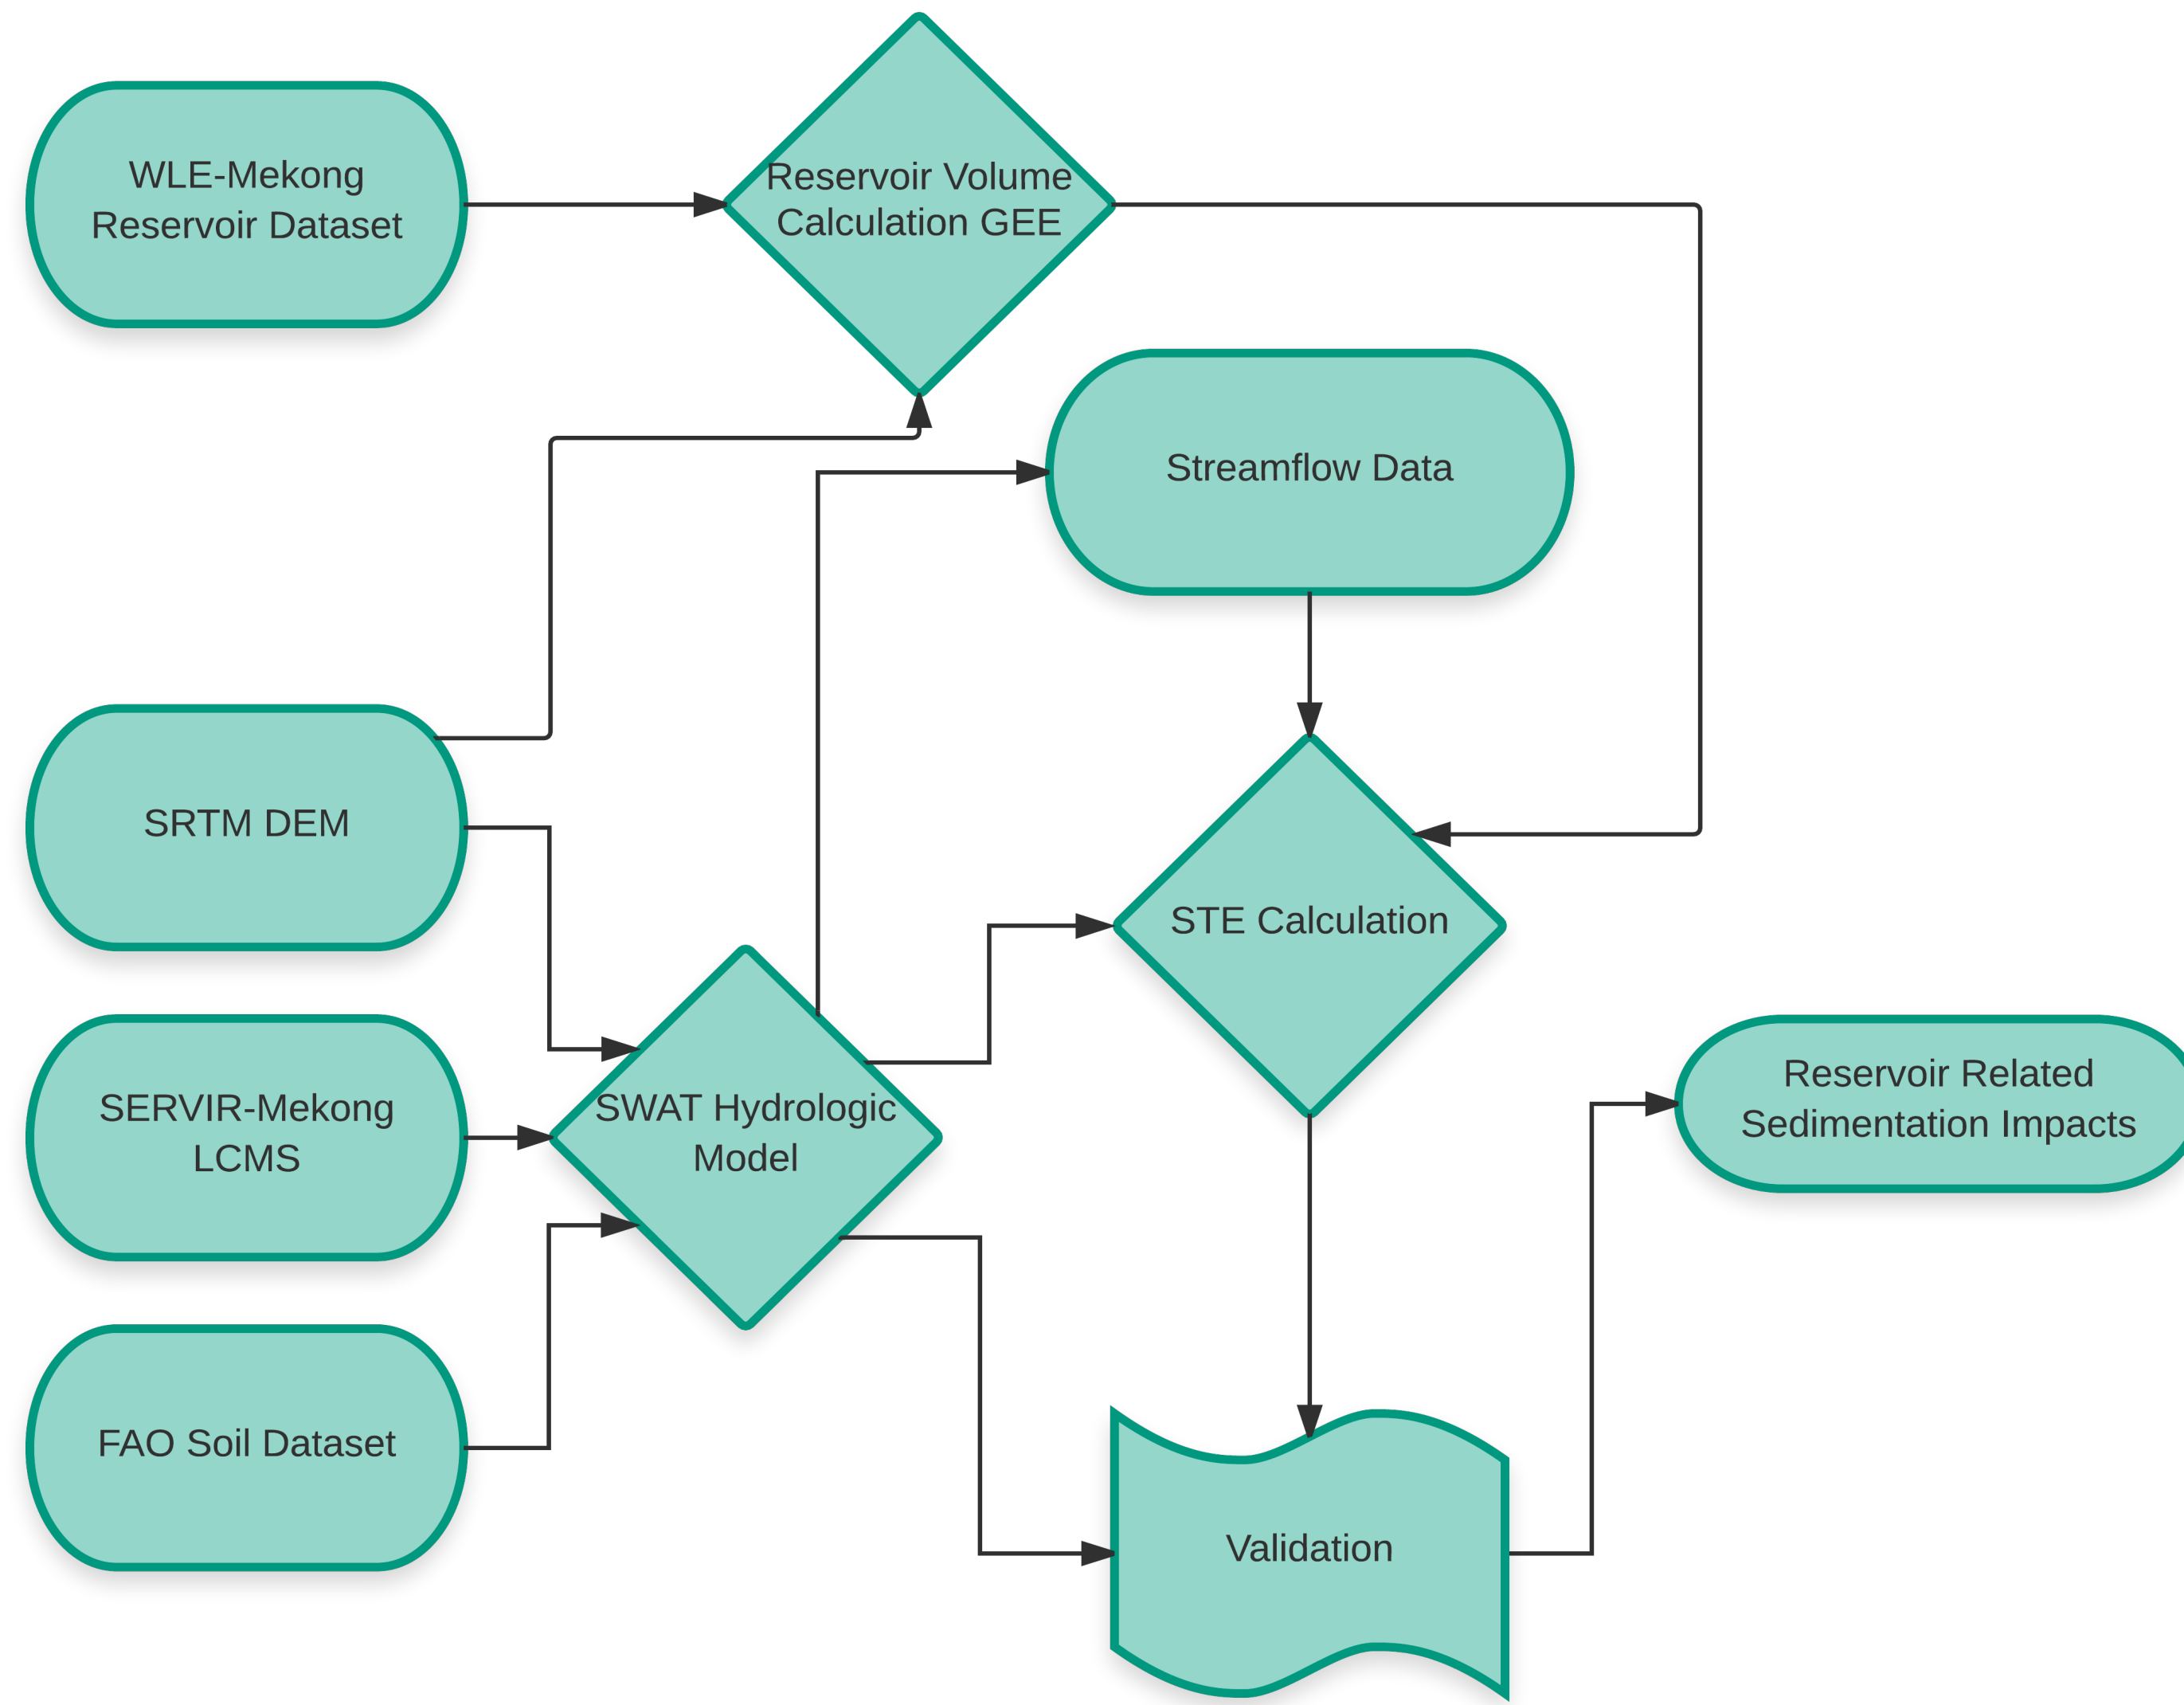 WLE-Mekong
Reservoir Dataset
Reservoir Volume
Calculation GEE
Streamflow Data
SRTM DEM
STE Calculation
SERVIR-Mekong
LCMS
SWAT Hydrologic
Model
Reservoir Related
Sedimentation Impacts
FAO Soil Dataset
Validation